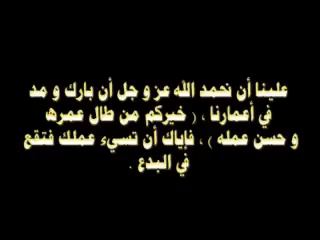 علينا أن نحمد الله عز و جل أن بارك و مد
في أعمارنا ، ( خيركم من طال عمره
و حسن عمله ) ، فإياك أن تسيء عملك فتقع
في البدع .